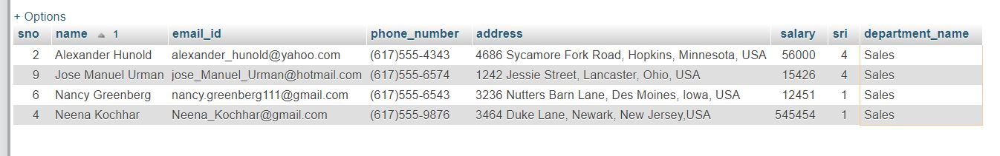 + Options
sno name 1 email_id phone_number address salary sri department_name
2 Alexander Hunold alexander_hunold@yahoo.com (617)555-4343 4686 Sycamore Fork Road, Hopkins, Minnesota, USA 56000 4 Sales
9 Jose Manuel Urman jose_Manuel_Urman@hotmail.com (617)555-6574 1242 Jessie Street, Lancaster, Ohio, USA 15426 4 Sales
6 Nancy Greenberg nancy.greenberg111@gmail.com (617)555-6543 3236 Nutters Barn Lane, Des Moines, Iowa, USA 12451 1 Sales
4 Neena Kochhar Neena_Kochhar@gmail.com (617)555-9876 3464 Duke Lane, Newark, New Jersey,USA 545454 1 Sales